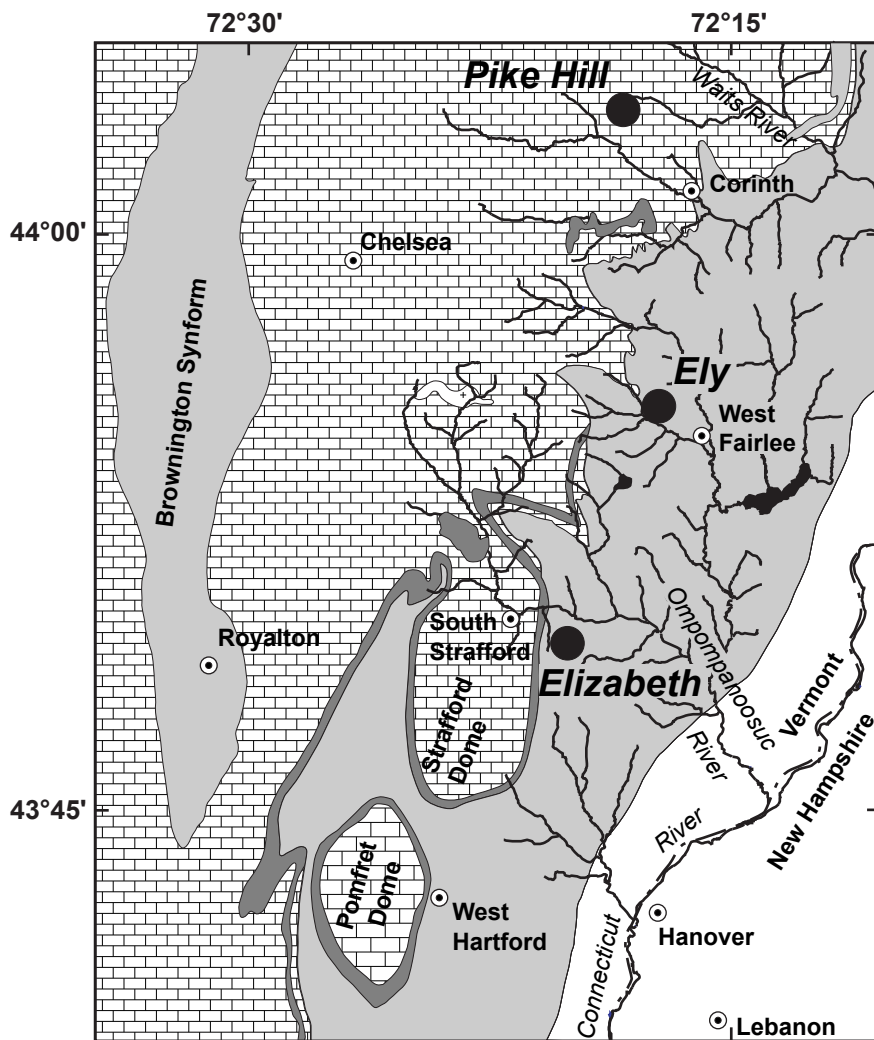 72°30'
72°15'
Pike Hill
Waits River
Corinth
44°00'
Chelsea
Brownington Synform
Ely
West
Fairlee
South
Strafford
Royalton
Elizabeth
Ompompanoosuc
River
Vermont
New Hampshire
Strafford
Dome
43°45'
River
Pomfret
Dome
West
Hartford
Hanover
Connecticut
Lebanon